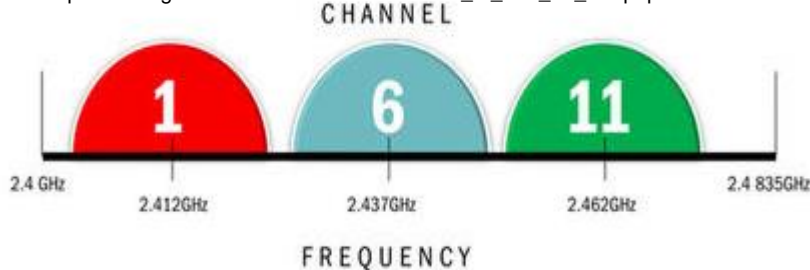 CHANNEL
1 6 11
2.4 GHz 2.4 835GHz
2.412GHz 2.437GHz 2.462GHz
FREQUENCY